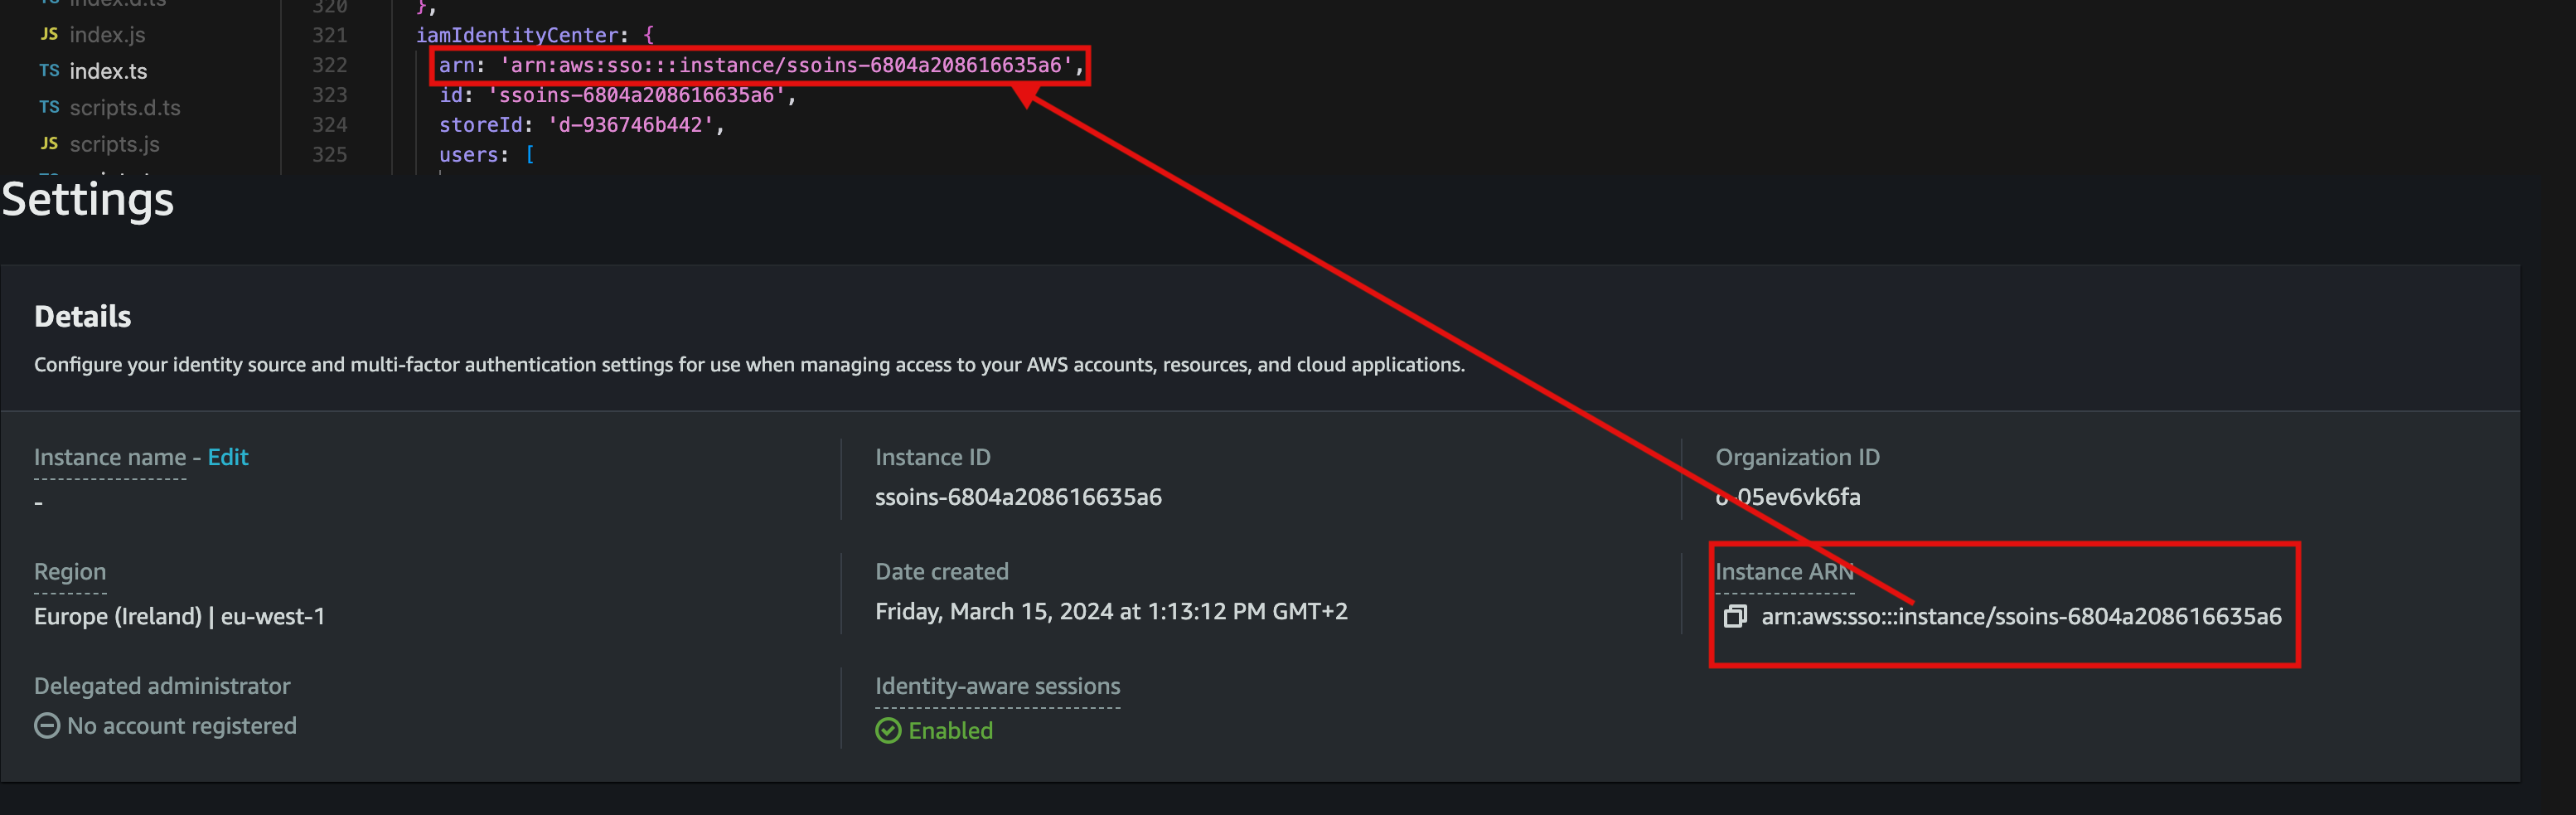 index.d.ts
320 },
JS index.js
321 iamIdentityCenter: {
TS index.ts
322 arn: 'arn:aws:sso:::instance/ssoins-6804a208616635a6',
323 id: 'ssoins-6804a208616635a6',
TS scripts.d.ts
324 storeId: 'd-936746b442',
JS scripts.js
325 users: [
Settings
Details
Configure your identity source and multi-factor authentication settings for use when managing access to your AWS accounts, resources, and cloud applications.
Instance name - Edit
-
Instance ID
ssoins-6804a208616635a6
Organization ID
o-05ev6vk6fa
Region
Europe (Ireland) | eu-west-1
Date created
Friday, March 15, 2024 at 1:13:12 PM GMT+2
Instance ARN
arn:aws:sso:::instance/ssoins-6804a208616635a6
Delegated administrator
No account registered
Identity-aware sessions
Enabled